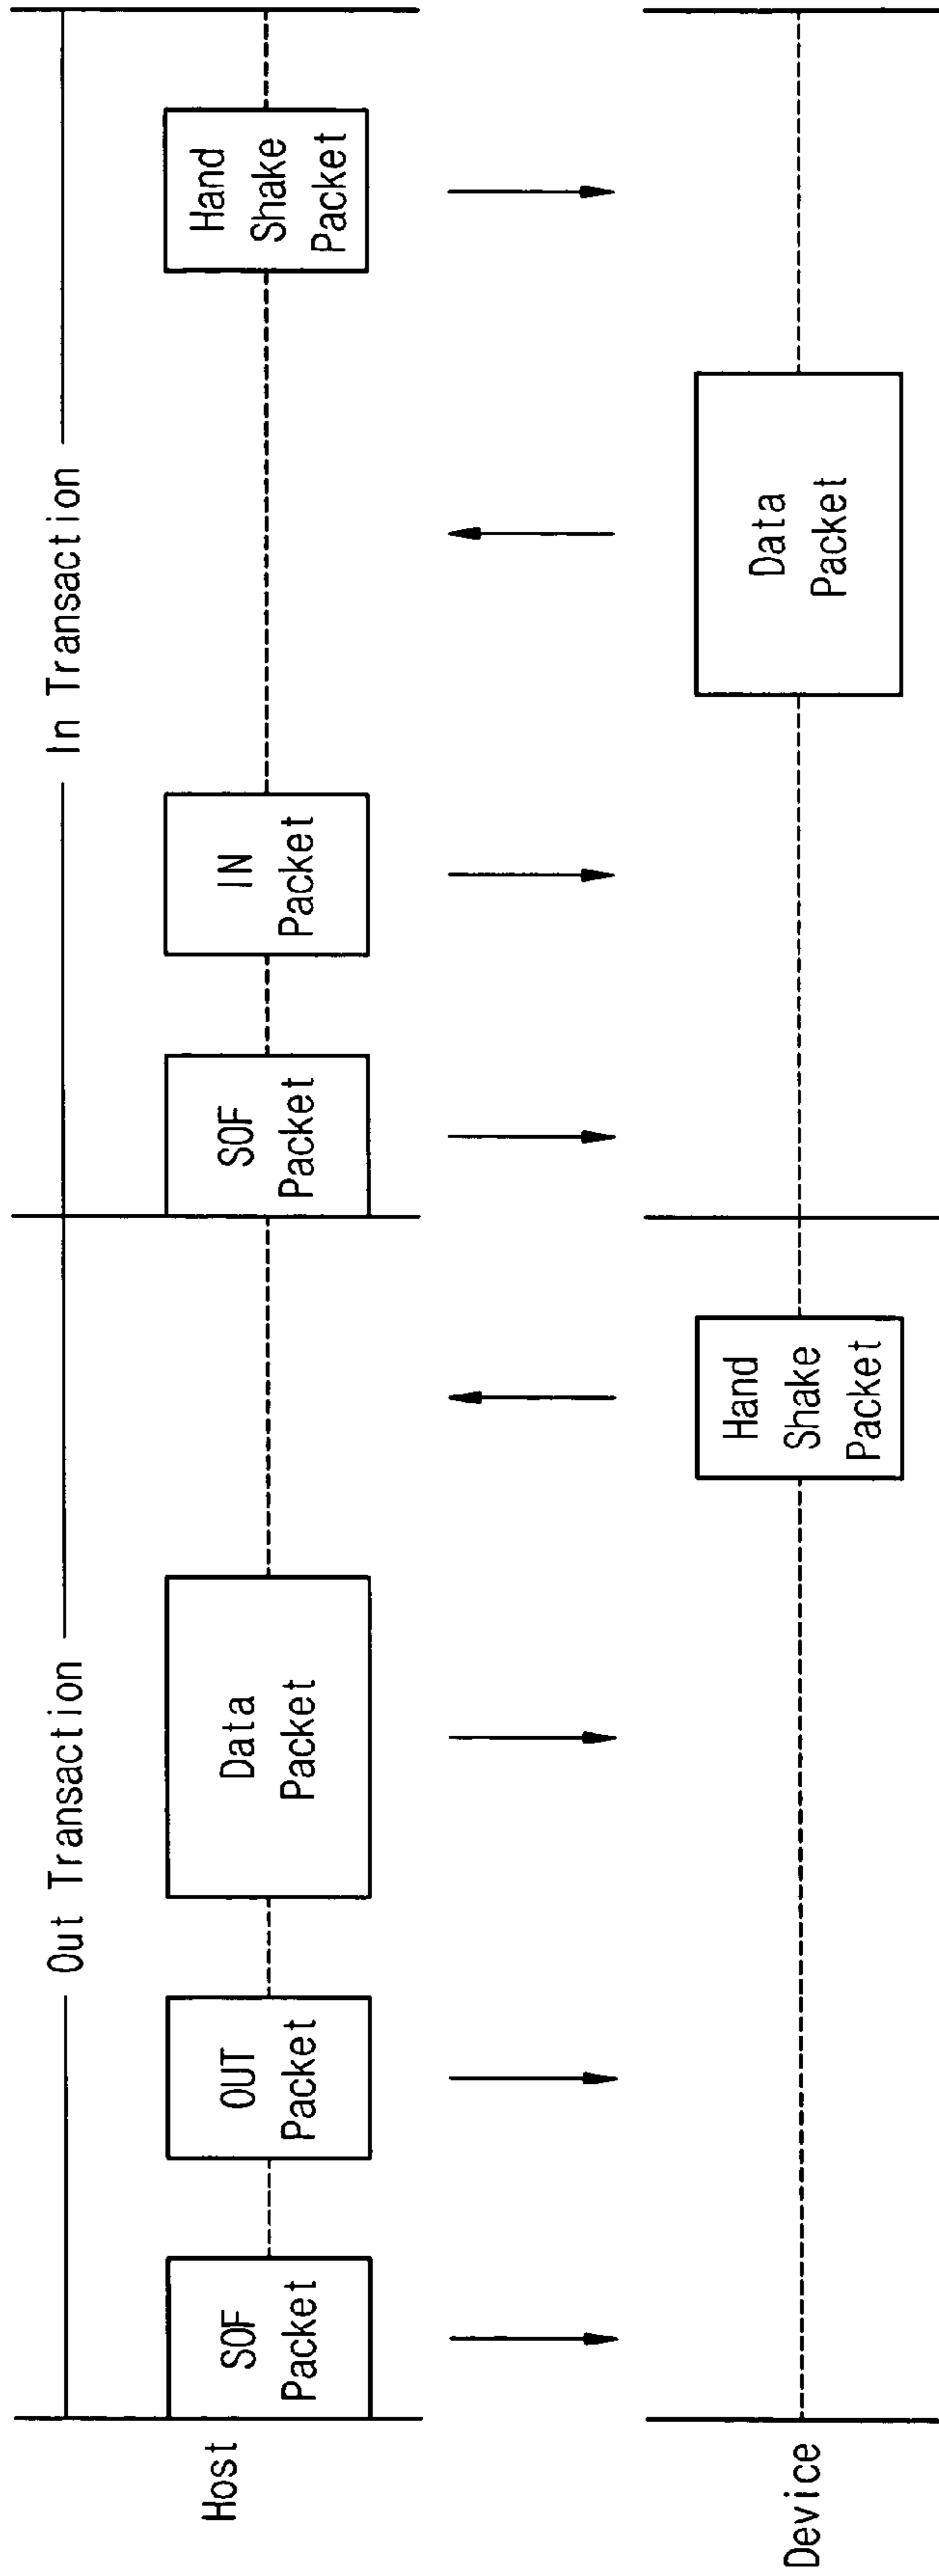 Out Transaction
In Transaction
Host
SOF
Packet
OUT
Packet
Data
Packet
SOF
Packet
IN
Packet
Hand
Shake
Packet
Device
Hand
Shake
Packet
Data
Packet